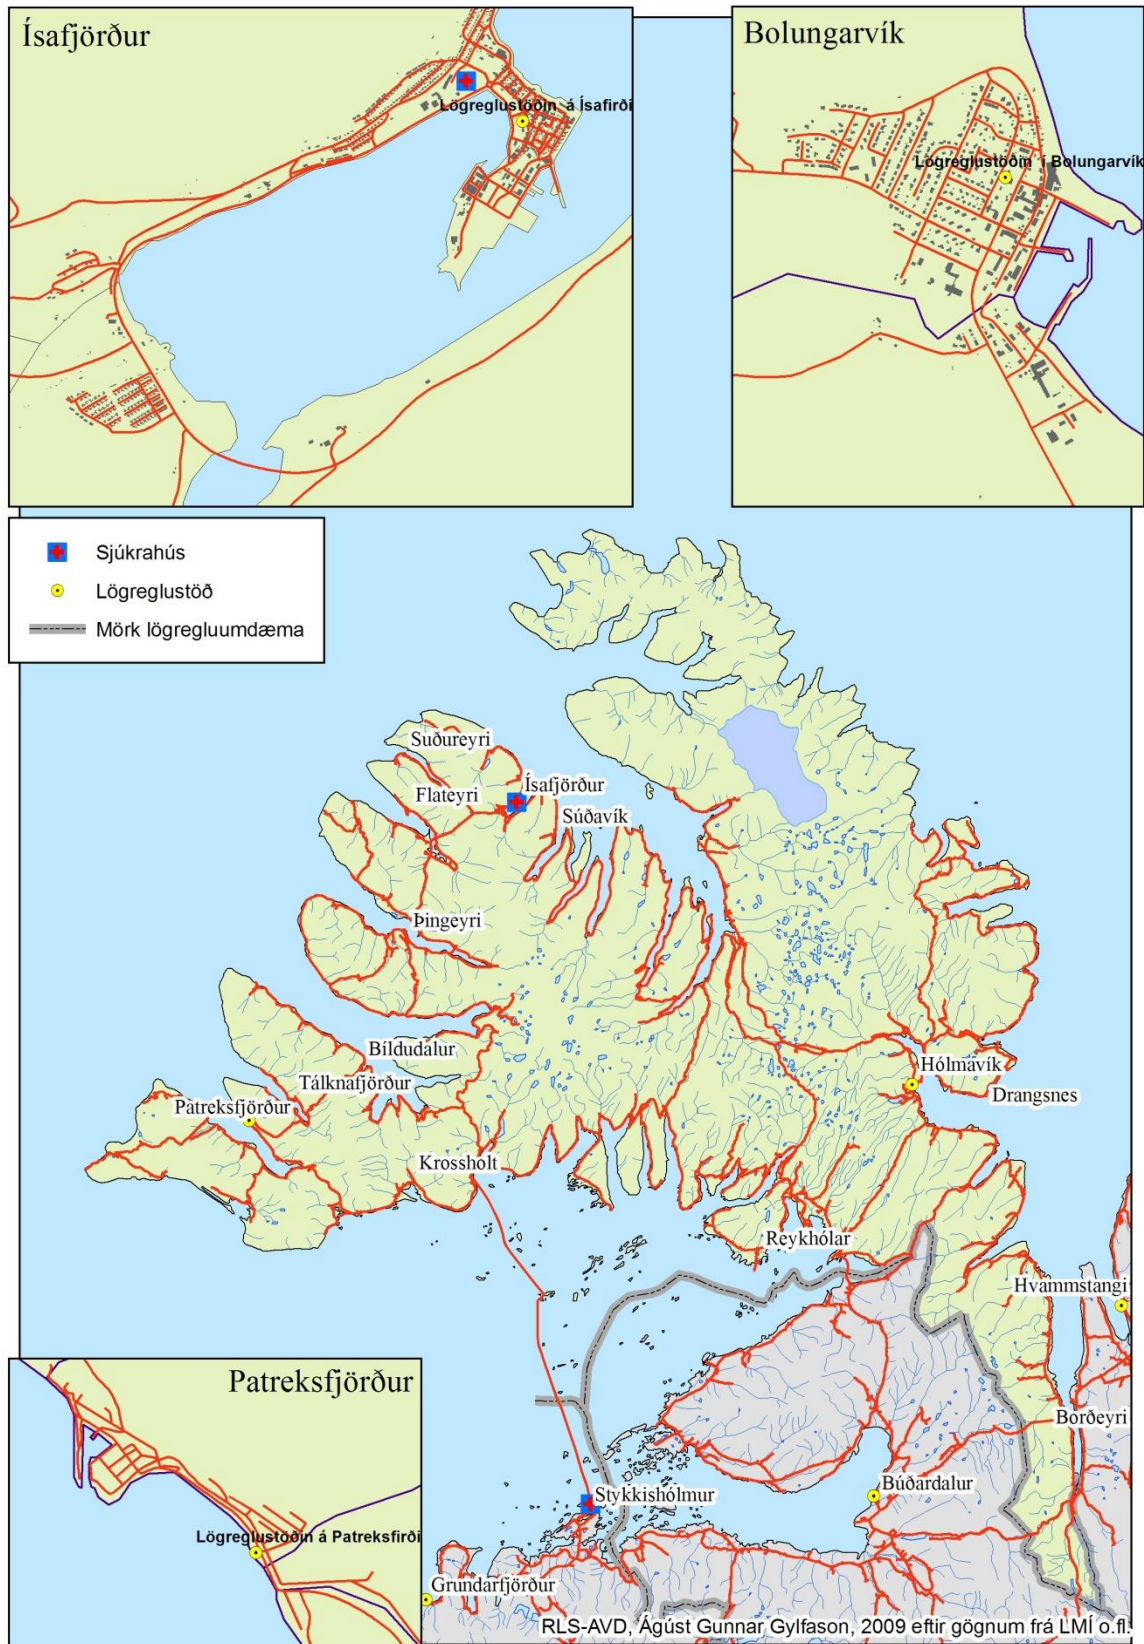 Ísafjörður
Lögreglustöðin á Ísafirði
Bolungarvík
Lögreglustöðin í Bolungarvík
Sjúkrahús
Lögreglustöð
Mörk lögregluumdæma
Suðureyri
Ísafjörður
Flateyri
Súðavík
Þingeyri
Bíldudalur
Hólmavík
Tálknafjörður
Drangsnes
Patreksfjörður
Krossholt
Reykhólar
Hvammstangi
Patreksfjörður
Borðeyri
Búðardalur
Stykkishólmur
Lögreglustöðin á Patreksfirði
Grundarfjörður
RLS-AVD, Ágúst Gunnar Gylfason, 2009 eftir gögnum frá LMÍ o.fl.